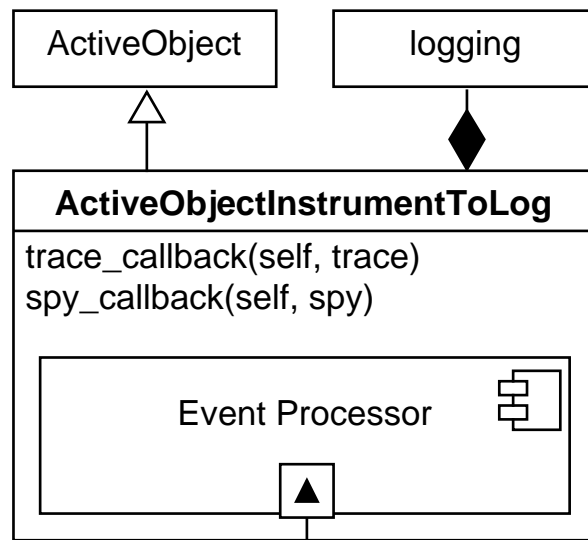 ActiveObject
logging
ActiveObjectInstrumentToLog
trace_callback(self, trace)
spy_callback(self, spy)
Event Processor